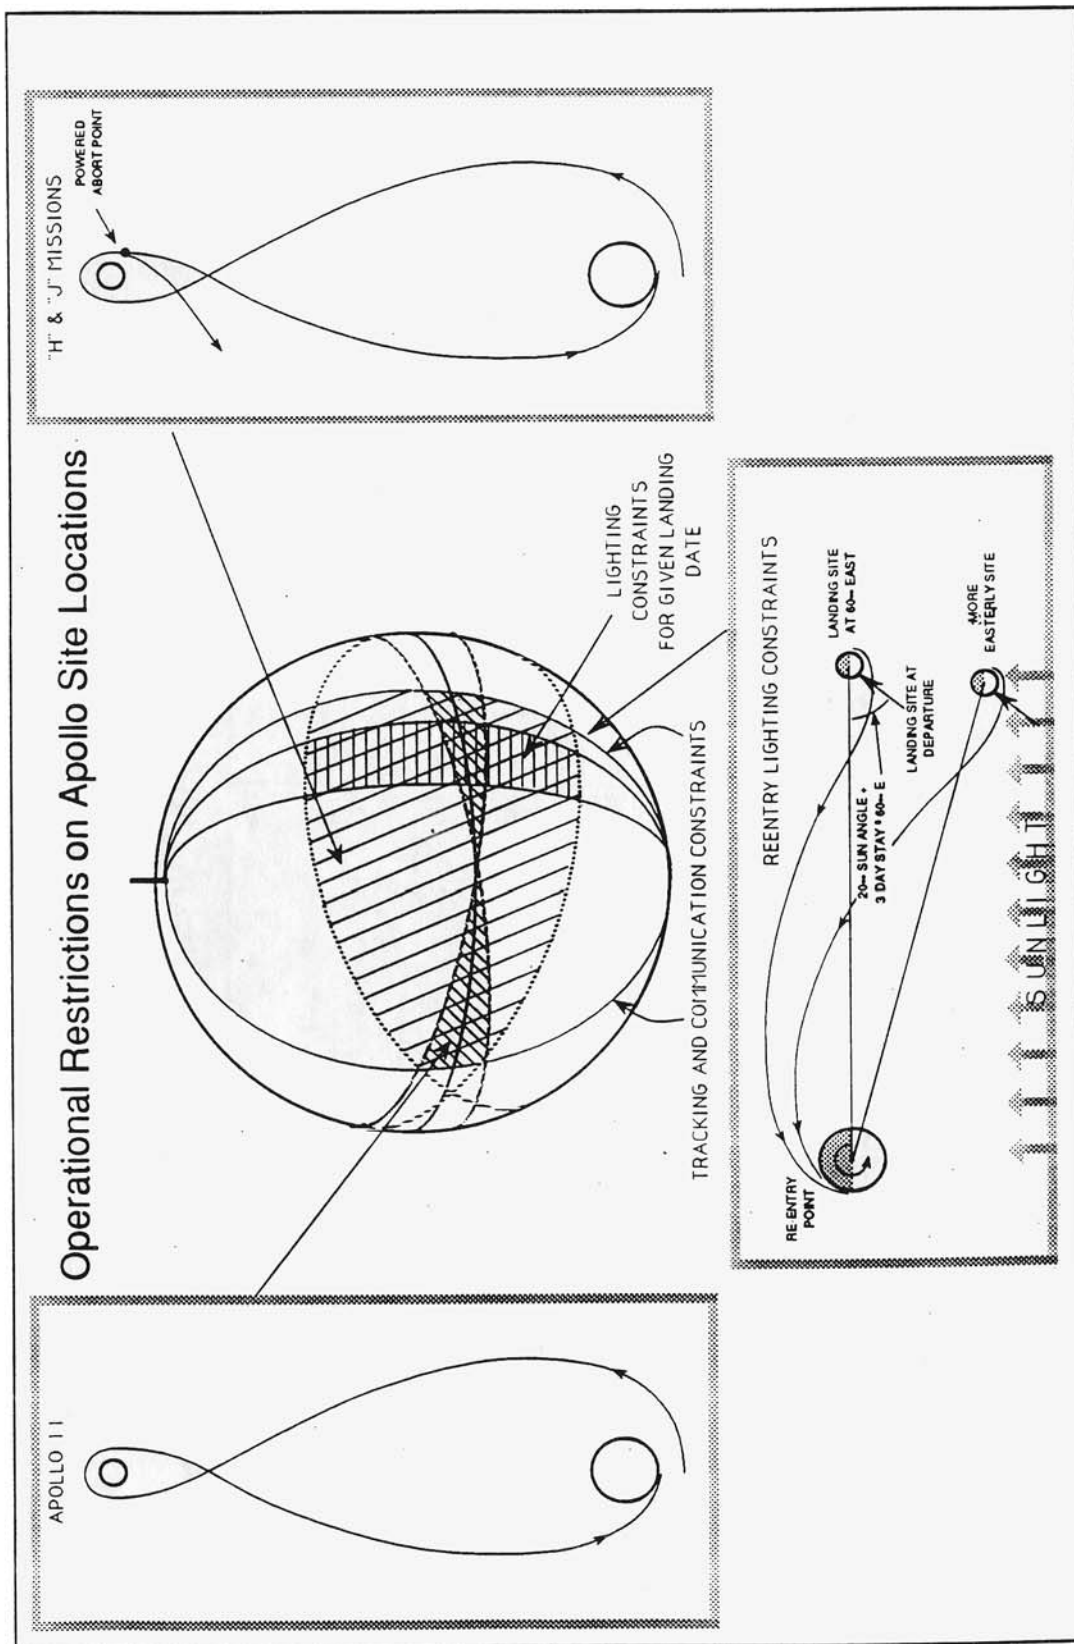 Operational Restrictions on Apollo Site Locations
APOLLO 11
"H" & "J" MISSIONS
POWERED
ABORT POINT
LIGHTING
CONSTRAINTS
FOR GIVEN LANDING
DATE
TRACKING AND COMMUNICATION CONSTRAINTS
REENTRY LIGHTING CONSTRAINTS
RE-ENTRY
POINT
20— SUN ANGLE +
3 DAY STAY * 60— E
LANDING SITE
AT 60— EAST
LANDING SITE AT
DEPARTURE
MORE
EASTERLY SITE
SUNLIGHT